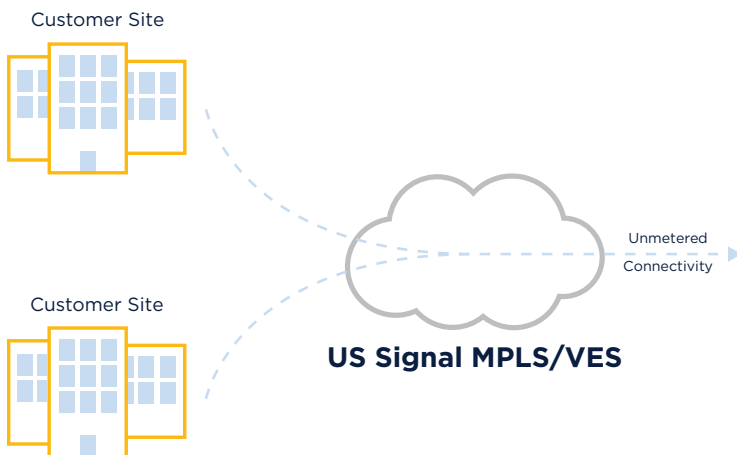 Customer Site
Unmetered
Connectivity
Customer Site
US Signal MPLS/VES